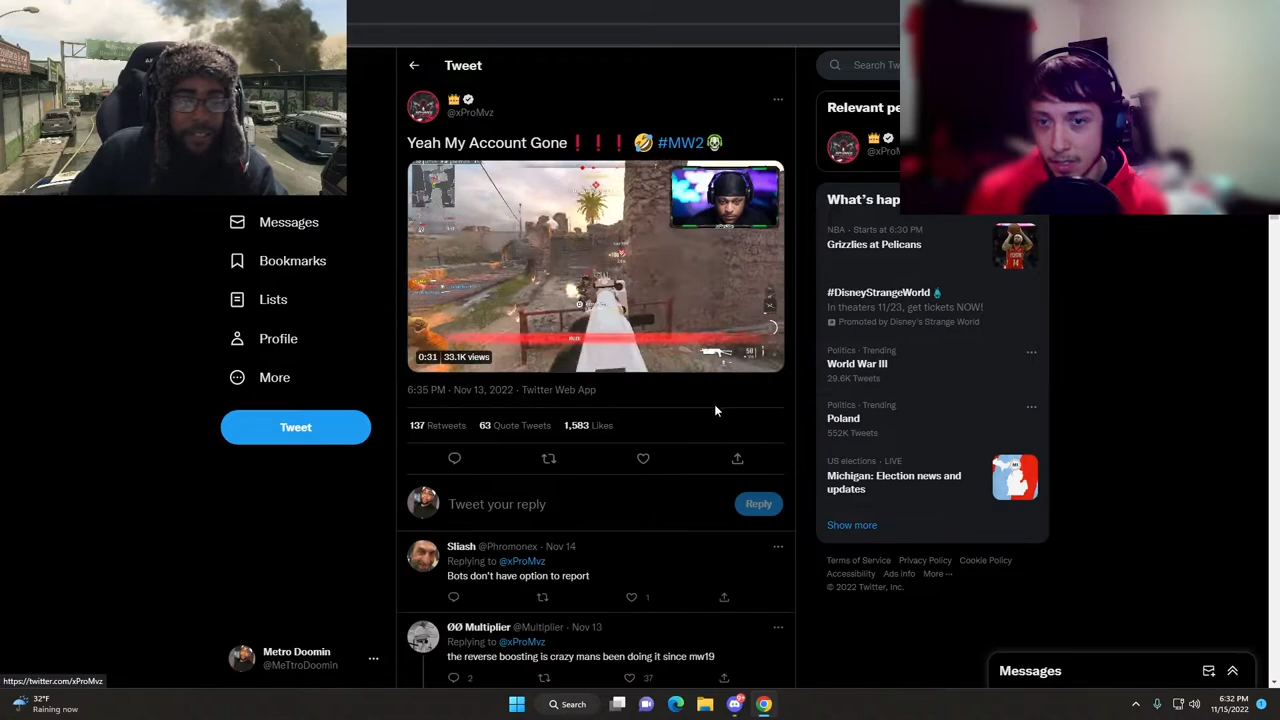 Tweet
@xProMvz
Yeah My Account Gone❗❗❗🤣 #MW2
0:31 33.1K views
6:35 PM · Nov 13, 2022 · Twitter Web App
137 Retweets 63 Quote Tweets 1,583 Likes
Tweet your reply
Reply
Sliash @Phromonex · Nov 14
Replying to @xProMvz
Bots don't have option to report
1
ØØ Multiplier @Multiplier · Nov 13
Replying to @xProMvz
the reverse boosting is crazy mans been doing it since mw19
2 37
Messages
Bookmarks
Lists
Profile
More
Tweet
Metro Doomin
@MeTtroDoomin
https://twitter.com/xProMvz
Search Tw
Relevant pe
@xProM
What's hap
NBA · Starts at 6:30 PM
Grizzlies at Pelicans
#DisneyStrangeWorld
In theaters 11/23, get tickets NOW!
Promoted by Disney's Strange World
Politics · Trending
World War III
29.6K Tweets
Politics · Trending
Poland
552K Tweets
US elections · LIVE
Michigan: Election news and
updates
Show more
Terms of Service Privacy Policy Cookie Policy
Accessibility Ads info More ···
© 2022 Twitter, Inc.
Messages
32°F
Raining now
Search
6:32 PM
11/15/2022